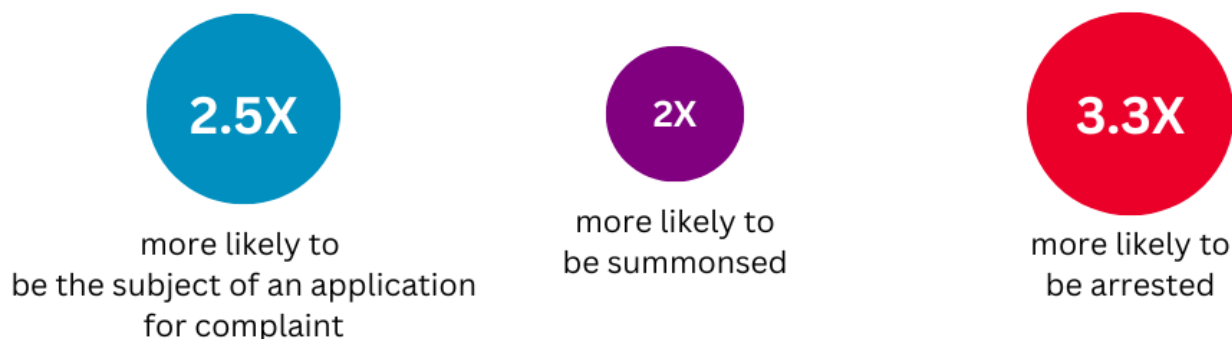 2.5X
more likely to
be the subject of an application
for complaint
2X
more likely to
be summonsed
3.3X
more likely to
be arrested